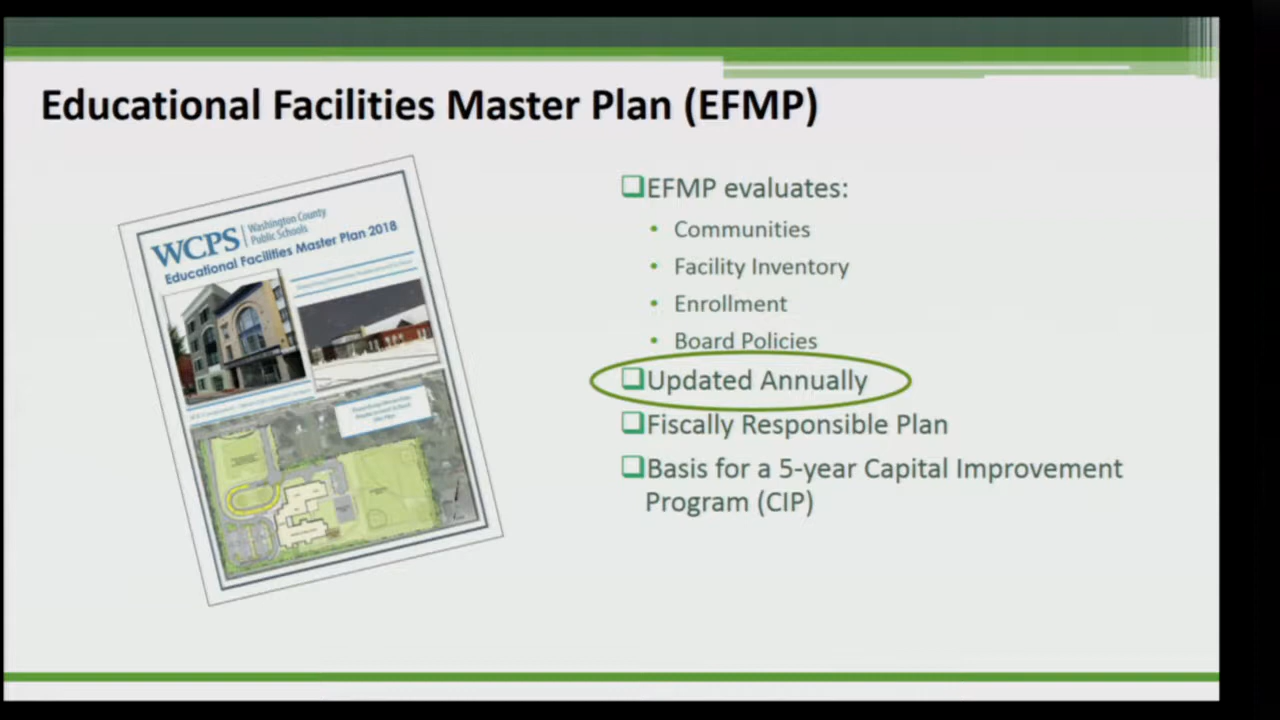 Educational Facilities Master Plan (EFMP)
WCPS
Washington County
Public Schools
Educational Facilities Master Plan 2018
EFMP evaluates:
• Communities
• Facility Inventory
• Enrollment
• Board Policies
Updated Annually
Fiscally Responsible Plan
Basis for a 5-year Capital Improvement
Program (CIP)